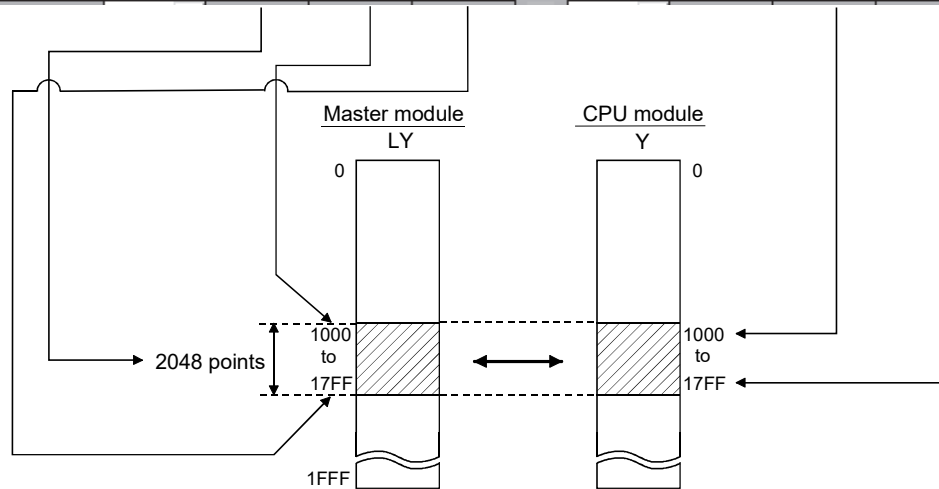 Master module
LY
CPU module
Y
0
0
2048 points
1000
to
17FF
1000
to
17FF
1FFF